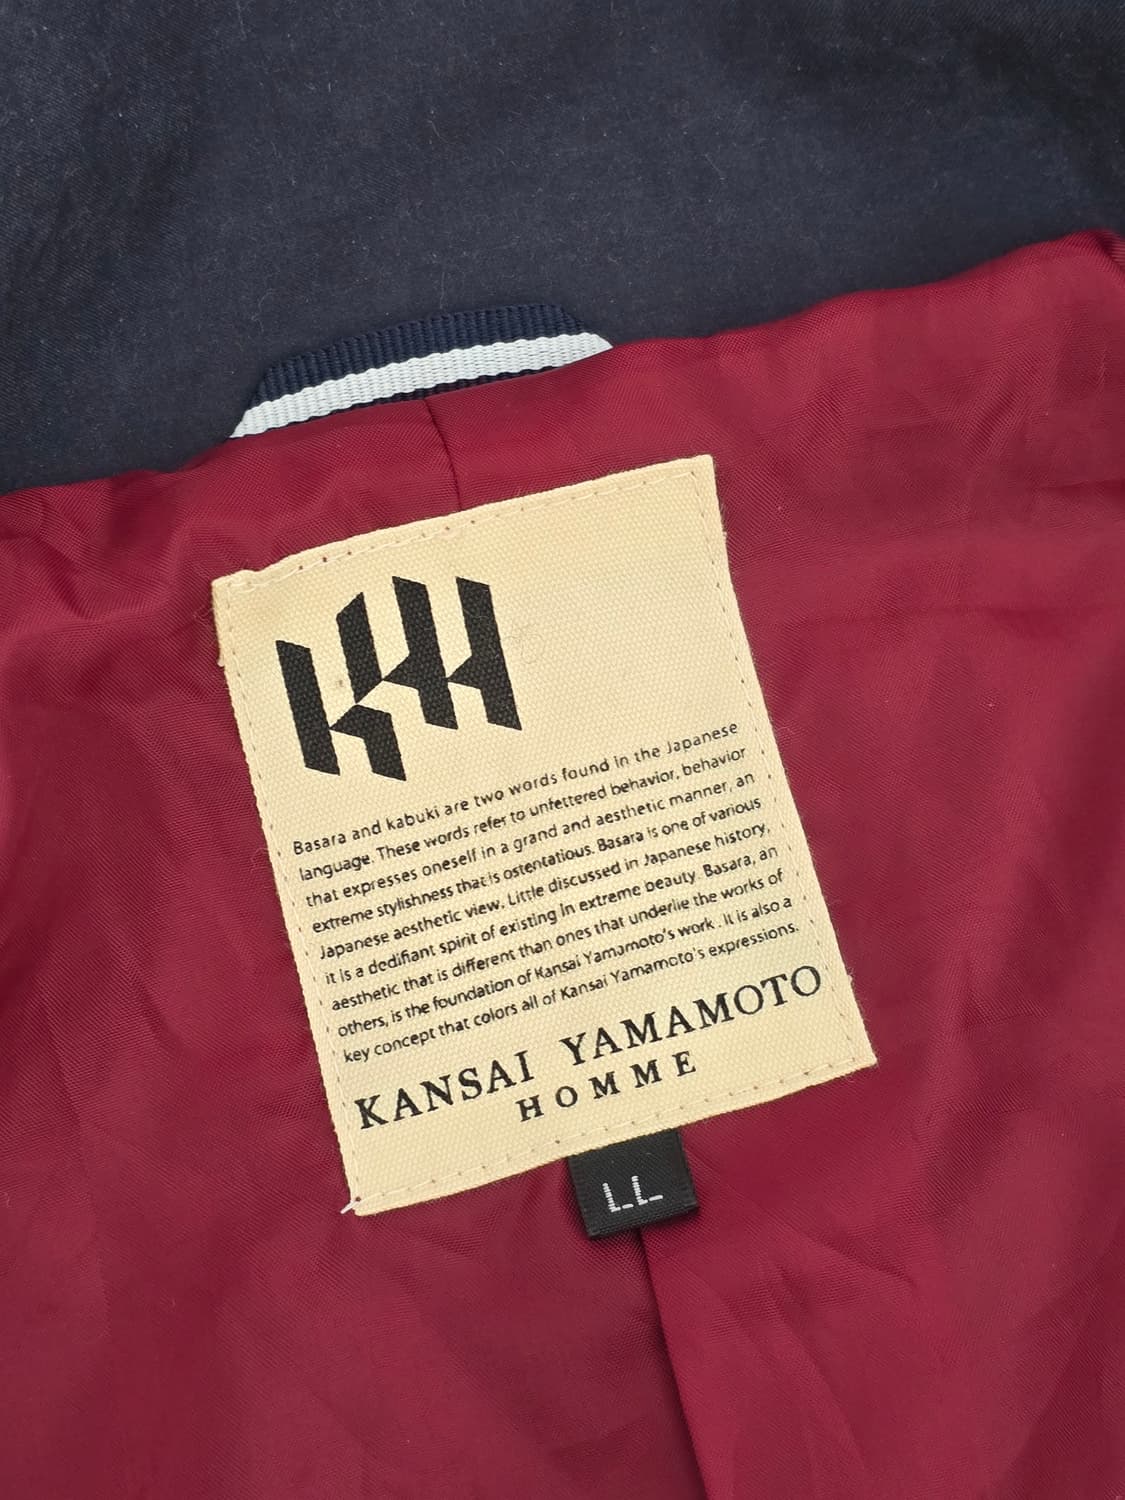 KH
Basara and kabuki are two words found in the Japanese
language. These words refer to unfettered behavior, behavior
that expresses oneself in a grand and aesthetic manner, an
extreme stylishness that is ostentatious. Basara is one of various
Japanese aesthetic view, Little discussed in Japanese history,
it is a dedifiant spirit of existing in extreme beauty. Basara, an
aesthetic that is different than ones that underlie the works of
others, is the foundation of Kansai Yamamoto's work. It is also a
key concept that colors all of Kansai Yamamoto's expressions.
KANSAI YAMAMOTO
HOMME
LL